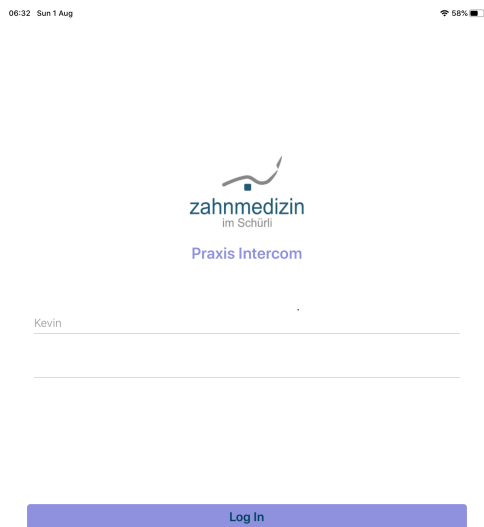 06:32 Sun 1 Aug 58%
zahnmedizin
im Schürli
Praxis Intercom
Kevin
Log In